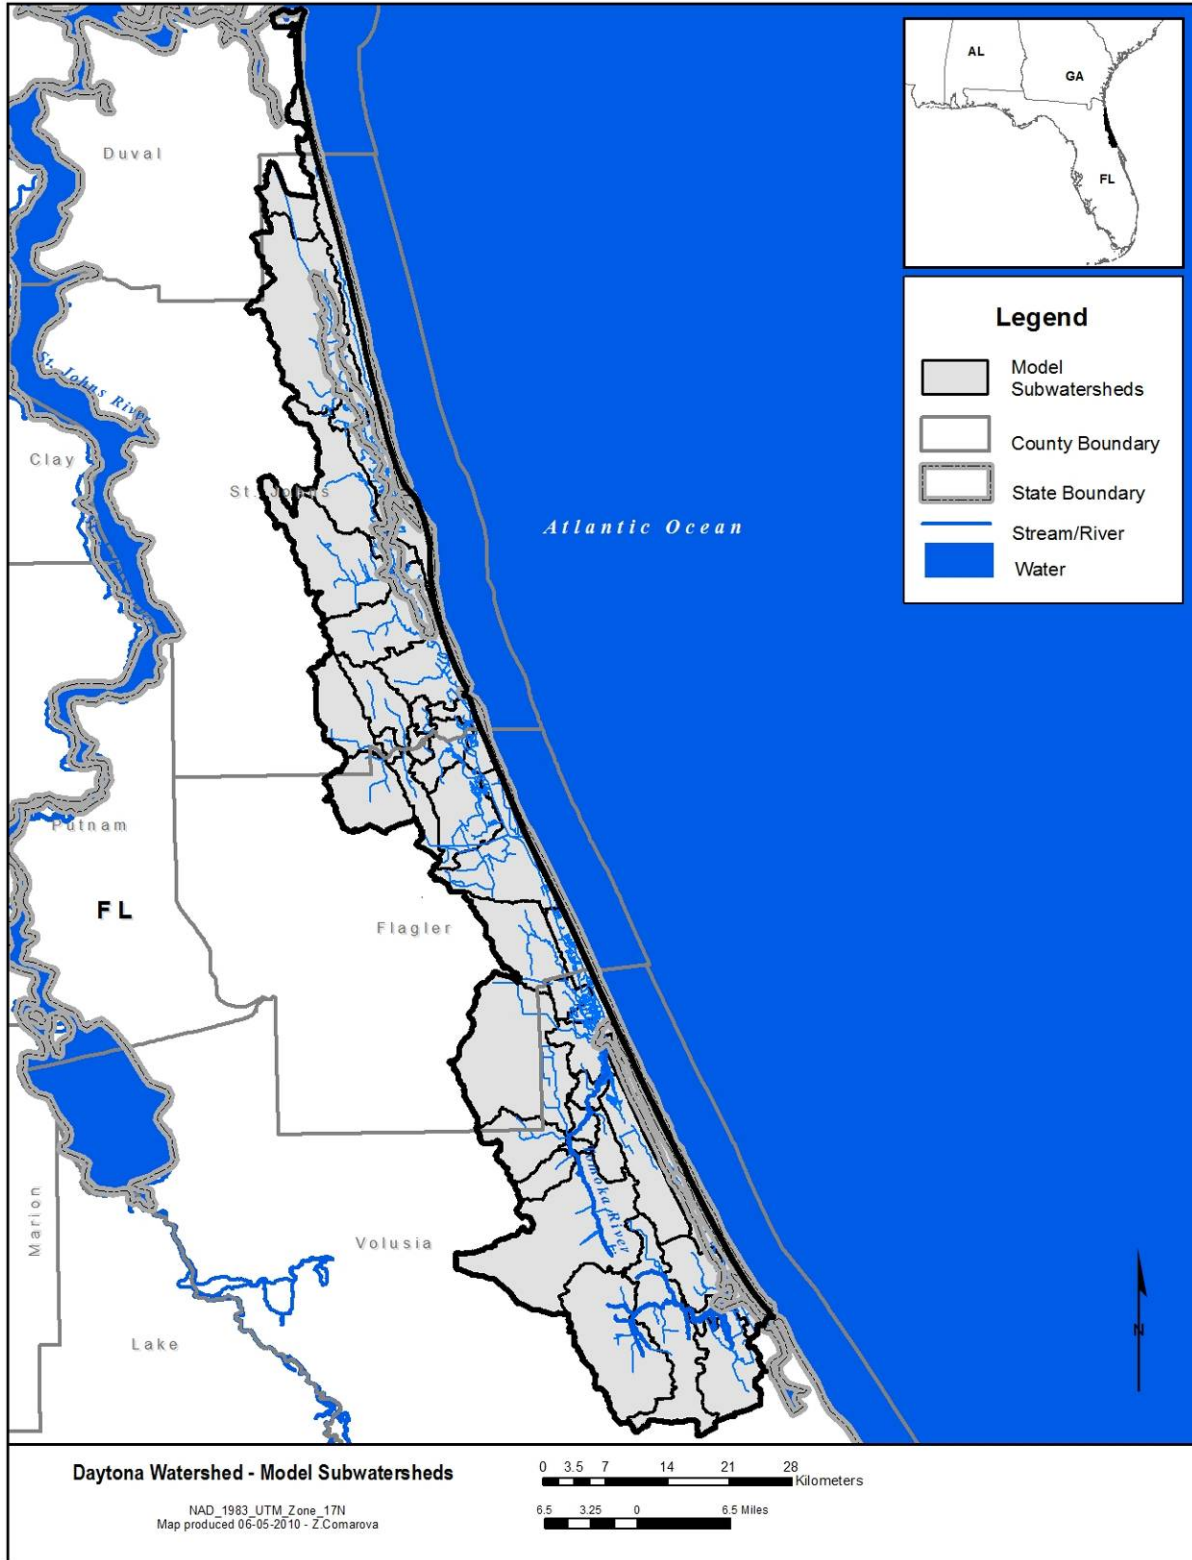 AL
GA
FL
Legend
Model
Subwatersheds
County Boundary
State Boundary
Stream/River
Water
Duval
St. Johns River
Clay
St. Johns
Atlantic Ocean
Putnam
FL
Flagler
Marion
Volusia
Tomoka River
Lake
N
Daytona Watershed - Model Subwatersheds
NAD_1983_UTM_Zone_17N
Map produced 06-05-2010 - Z.Comarova
0 3.5 7 14 21 28
Kilometers
6.5 3.25 0 6.5 Miles